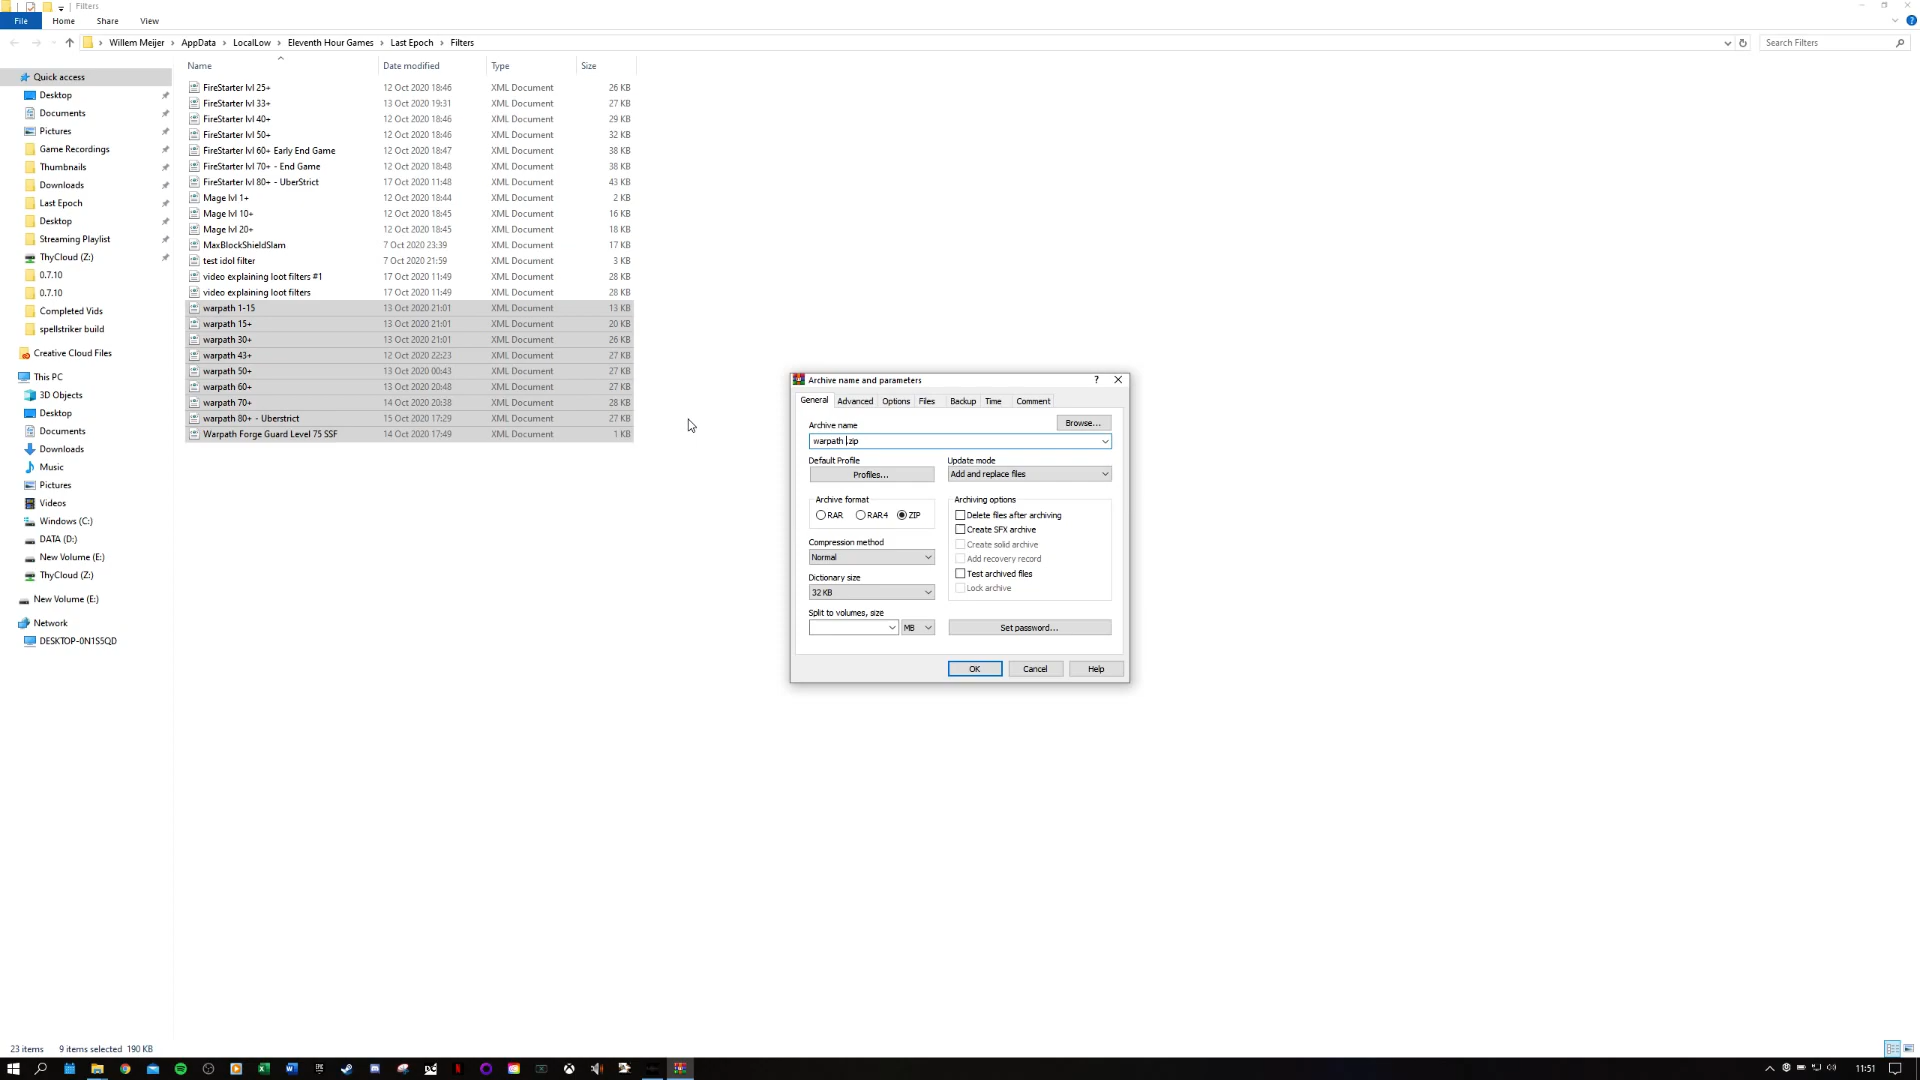 Filters
File Home Share View
Willem Meijer > AppData > LocalLow > Eleventh Hour Games > Last Epoch > Filters
Search Filters
Name Date modified Type Size
Quick access
Desktop
Documents
Pictures
Game Recordings
Thumbnails
Downloads
Last Epoch
Desktop
Streaming Playlist
ThyCloud (Z:)
0.7.10
0.7.10
Completed Vids
spellstriker build
Creative Cloud Files
This PC
3D Objects
Desktop
Documents
Downloads
Music
Pictures
Videos
Windows (C:)
DATA (D:)
New Volume (E:)
ThyCloud (Z:)
New Volume (E:)
Network
DESKTOP-0N1S5QD
FireStarter lvl 25+ 12 Oct 2020 18:46 XML Document 26 KB
FireStarter lvl 33+ 13 Oct 2020 19:31 XML Document 27 KB
FireStarter lvl 40+ 12 Oct 2020 18:46 XML Document 29 KB
FireStarter lvl 50+ 12 Oct 2020 18:46 XML Document 32 KB
FireStarter lvl 60+ Early End Game 12 Oct 2020 18:47 XML Document 38 KB
FireStarter lvl 70+ - End Game 12 Oct 2020 18:48 XML Document 38 KB
FireStarter lvl 80+ - UberStrict 17 Oct 2020 11:48 XML Document 43 KB
Mage lvl 1+ 12 Oct 2020 18:44 XML Document 2 KB
Mage lvl 10+ 12 Oct 2020 18:45 XML Document 16 KB
Mage lvl 20+ 12 Oct 2020 18:45 XML Document 18 KB
MaxBlockShieldSlam 7 Oct 2020 23:39 XML Document 17 KB
test idol filter 7 Oct 2020 21:59 XML Document 3 KB
video explaining loot filters #1 17 Oct 2020 11:49 XML Document 28 KB
video explaining loot filters 17 Oct 2020 11:49 XML Document 28 KB
warpath 1-15 13 Oct 2020 21:01 XML Document 13 KB
warpath 15+ 13 Oct 2020 21:01 XML Document 20 KB
warpath 30+ 13 Oct 2020 21:01 XML Document 26 KB
warpath 43+ 12 Oct 2020 22:23 XML Document 27 KB
warpath 50+ 13 Oct 2020 00:43 XML Document 27 KB
warpath 60+ 13 Oct 2020 20:48 XML Document 27 KB
warpath 70+ 14 Oct 2020 20:38 XML Document 28 KB
warpath 80+ - Uberstrict 15 Oct 2020 17:29 XML Document 27 KB
Warpath Forge Guard Level 75 SSF 14 Oct 2020 17:49 XML Document 1 KB
Archive name and parameters
General Advanced Options Files Backup Time Comment
Archive name Browse...
warpath .zip
Default Profile Update mode
Profiles... Add and replace files
Archive format Archiving options
RAR RAR4 ZIP Delete files after archiving
Create SFX archive
Compression method Create solid archive
Normal Add recovery record
Dictionary size Test archived files
32 KB Lock archive
Split to volumes, size
MB Set password...
OK Cancel Help
23 items 9 items selected 190 KB
11:51